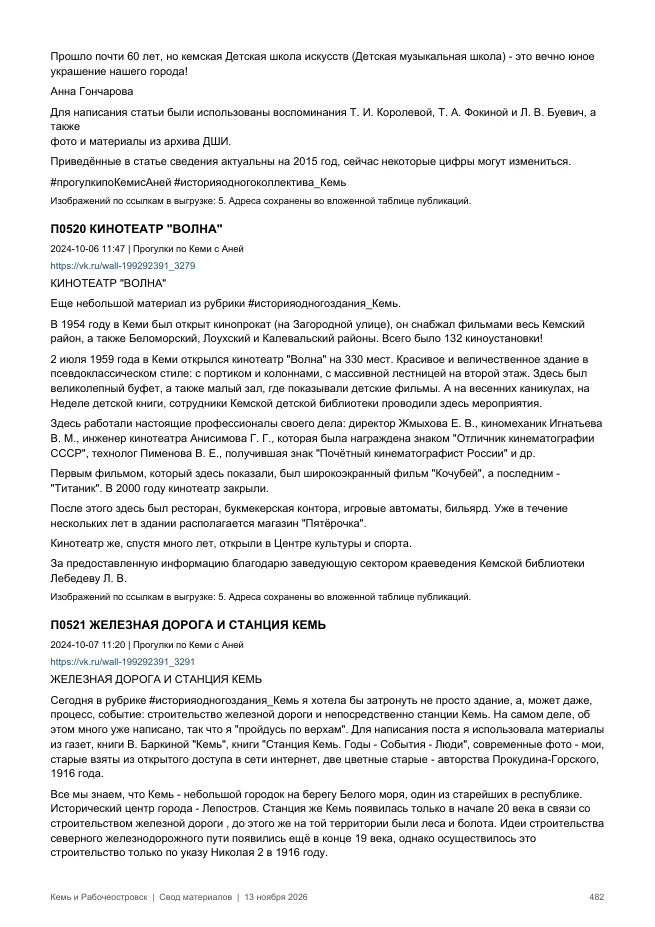 Прошло почти 60 лет, но кемская Детская школа искусств (Детская музыкальная школа) - это вечно юное
украшение нашего города!
Анна Гончарова
Для написания статьи были использованы воспоминания Т. И. Королевой, Т. А. Фокиной и Л. В. Буевич, а
также
фото и материалы из архива ДШИ.
Приведённые в статье сведения актуальны на 2015 год, сейчас некоторые цифры могут измениться.
#прогулкипоКемисАней #историяодногоколлектива_Кемь
Изображений по ссылкам в выгрузке: 5. Адреса сохранены во вложенной таблице публикаций.
П0520 КИНОТЕАТР "ВОЛНА"
2024-10-06 11:47 | Прогулки по Кеми с Аней
https://vk.ru/wall-199292391_3279
КИНОТЕАТР "ВОЛНА"
Еще небольшой материал из рубрики #историяодногоздания_Кемь.
В 1954 году в Кеми был открыт кинопрокат (на Загородной улице), он снабжал фильмами весь Кемский
район, а также Беломорский, Лоухский и Калевальский районы. Всего было 132 киноустановки!
2 июля 1959 года в Кеми открылся кинотеатр "Волна" на 330 мест. Красивое и величественное здание в
псевдоклассическом стиле: с портиком и колоннами, с массивной лестницей на второй этаж. Здесь был
великолепный буфет, а также малый зал, где показывали детские фильмы. А на весенних каникулах, на
Неделе детской книги, сотрудники Кемской детской библиотеки проводили здесь мероприятия.
Здесь работали настоящие профессионалы своего дела: директор Жмыхова Е. В., киномеханик Игнатьева
В. М., инженер кинотеатра Анисимова Г. Г., которая была награждена знаком "Отличник кинематографии
СССР", технолог Пименова В. Е., получившая знак "Почётный кинематографист России" и др.
Первым фильмом, который здесь показали, был широкоэкранный фильм "Кочубей", а последним -
"Титаник". В 2000 году кинотеатр закрыли.
После этого здесь был ресторан, букмекерская контора, игровые автоматы, бильярд. Уже в течение
нескольких лет в здании располагается магазин "Пятёрочка".
Кинотеатр же, спустя много лет, открыли в Центре культуры и спорта.
За предоставленную информацию благодарю заведующую сектором краеведения Кемской библиотеки
Лебедеву Л. В.
Изображений по ссылкам в выгрузке: 5. Адреса сохранены во вложенной таблице публикаций.
П0521 ЖЕЛЕЗНАЯ ДОРОГА И СТАНЦИЯ КЕМЬ
2024-10-07 11:20 | Прогулки по Кеми с Аней
https://vk.ru/wall-199292391_3291
ЖЕЛЕЗНАЯ ДОРОГА И СТАНЦИЯ КЕМЬ
Сегодня в рубрике #историяодногоздания_Кемь я хотела бы затронуть не просто здание, а, может даже,
процесс, событие: строительство железной дороги и непосредственно станции Кемь. На самом деле, об
этом много уже написано, так что я "пройдусь по верхам". Для написания поста я использовала материалы
из газет, книги В. Баркиной "Кемь", книги "Станция Кемь. Годы - События - Люди", современные фото - мои,
старые взяты из открытого доступа в сети интернет, две цветные старые - авторства Прокудина-Горского,
1916 года.
Все мы знаем, что Кемь - небольшой городок на берегу Белого моря, один из старейших в республике.
Исторический центр города - Лепостров. Станция же Кемь появилась только в начале 20 века в связи со
строительством железной дороги , до этого же на той территории были леса и болота. Идеи строительства
северного железнодорожного пути появились ещё в конце 19 века, однако осуществилось это
строительство только по указу Николая 2 в 1916 году.
Кемь и Рабочеостровск | Свод материалов | 13 ноября 2026
482